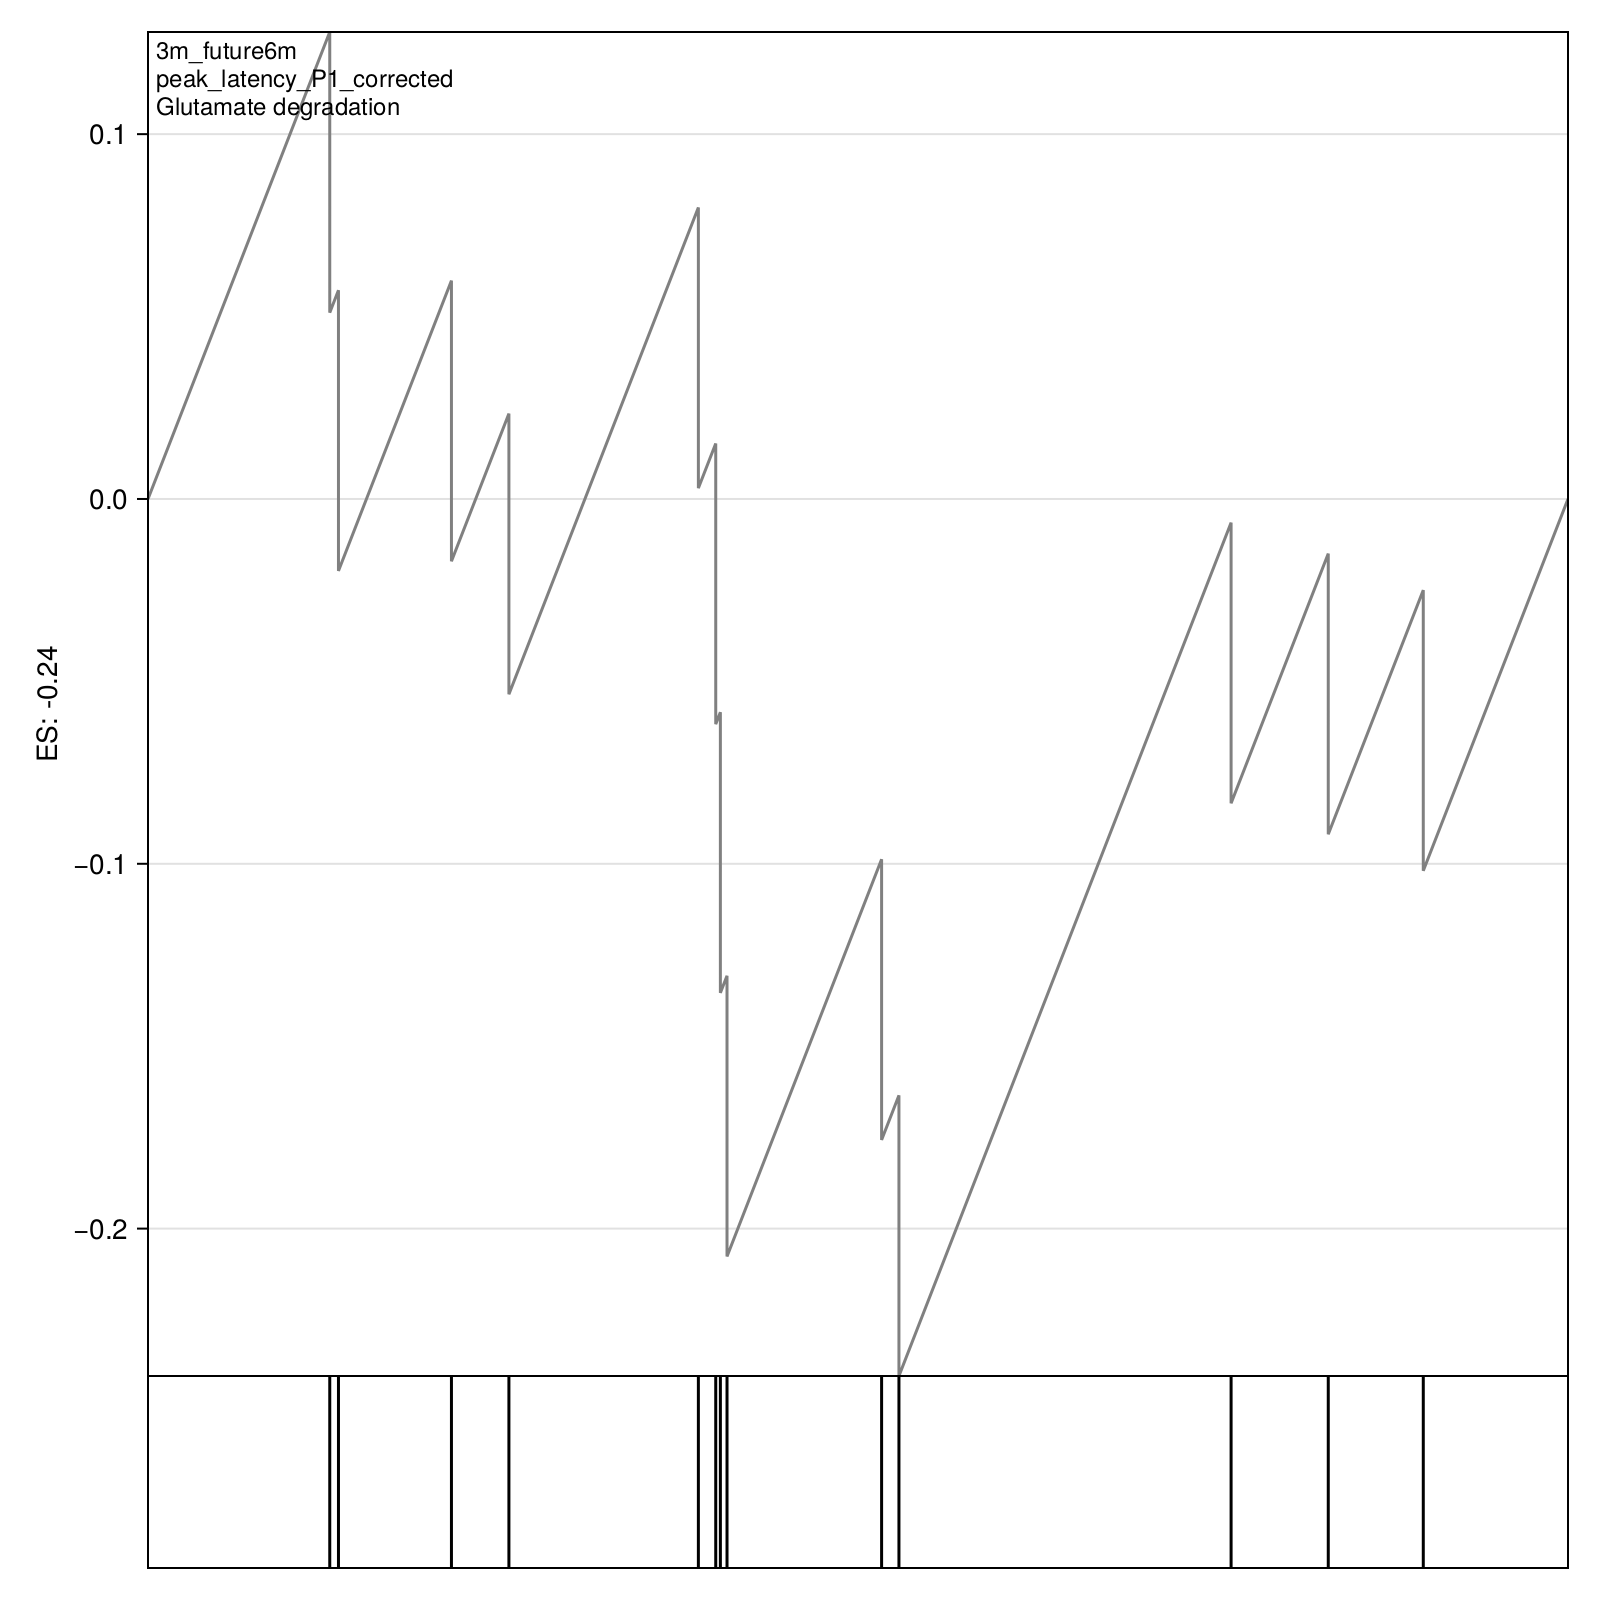 3m_future6m
peak_latency_P1_corrected
Glutamate degradation
0.1
0.0
−0.1
−0.2
ES: -0.24